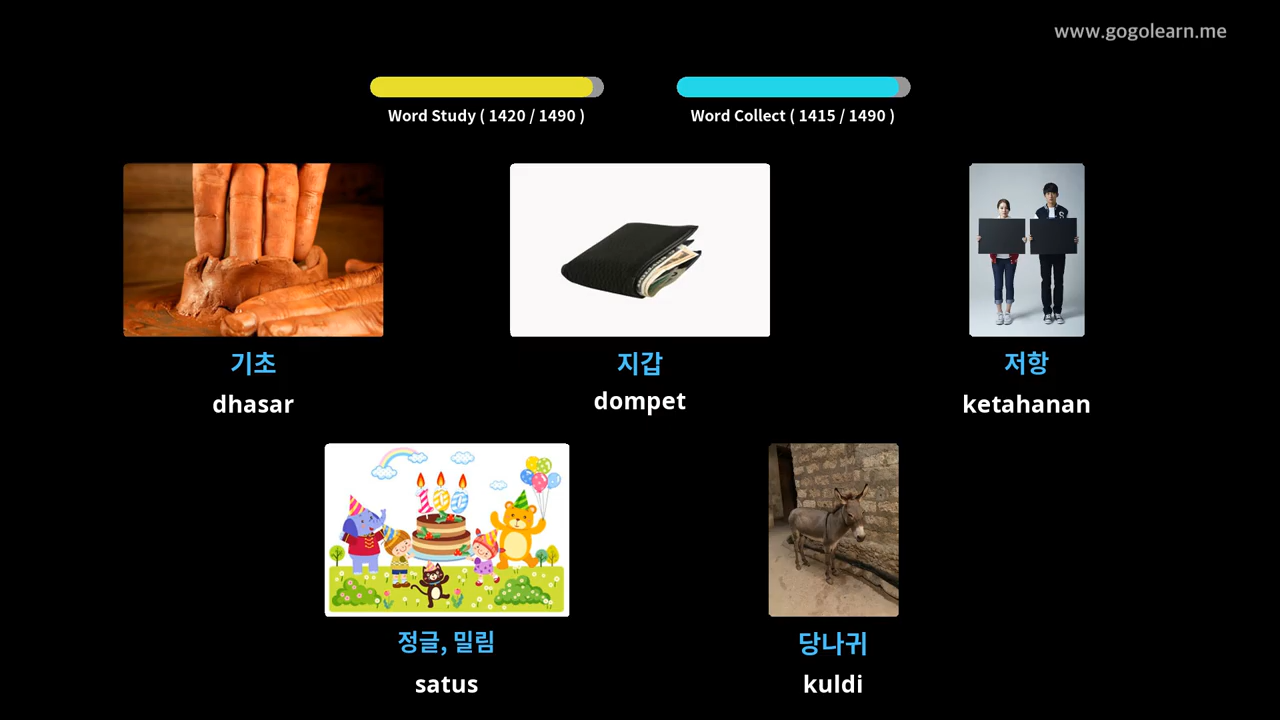 www.gogolearn.me
Word Study ( 1420 / 1490 )
Word Collect ( 1415 / 1490 )
기초
dhasar
지갑
dompet
저항
ketahanan
정글, 밀림
satus
당나귀
kuldi